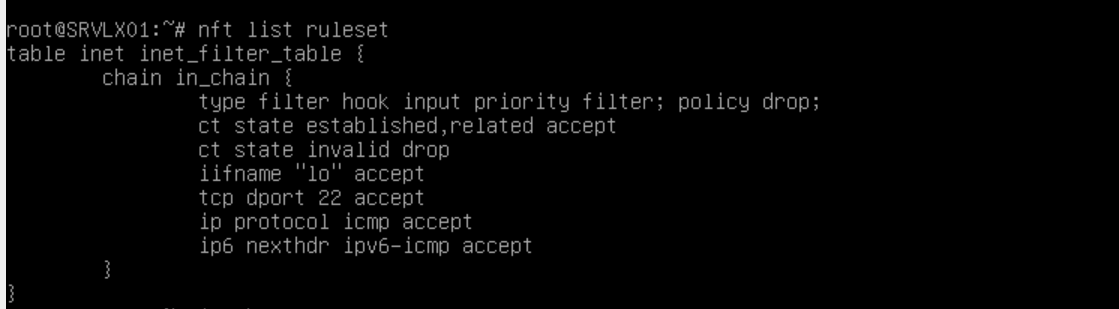 root@SRVLX01:~# nft list ruleset
table inet inet_filter_table {
        chain in_chain {
                type filter hook input priority filter; policy drop;
                ct state established,related accept
                ct state invalid drop
                iifname "lo" accept
                tcp dport 22 accept
                ip protocol icmp accept
                ip6 nexthdr ipv6-icmp accept
        }
}